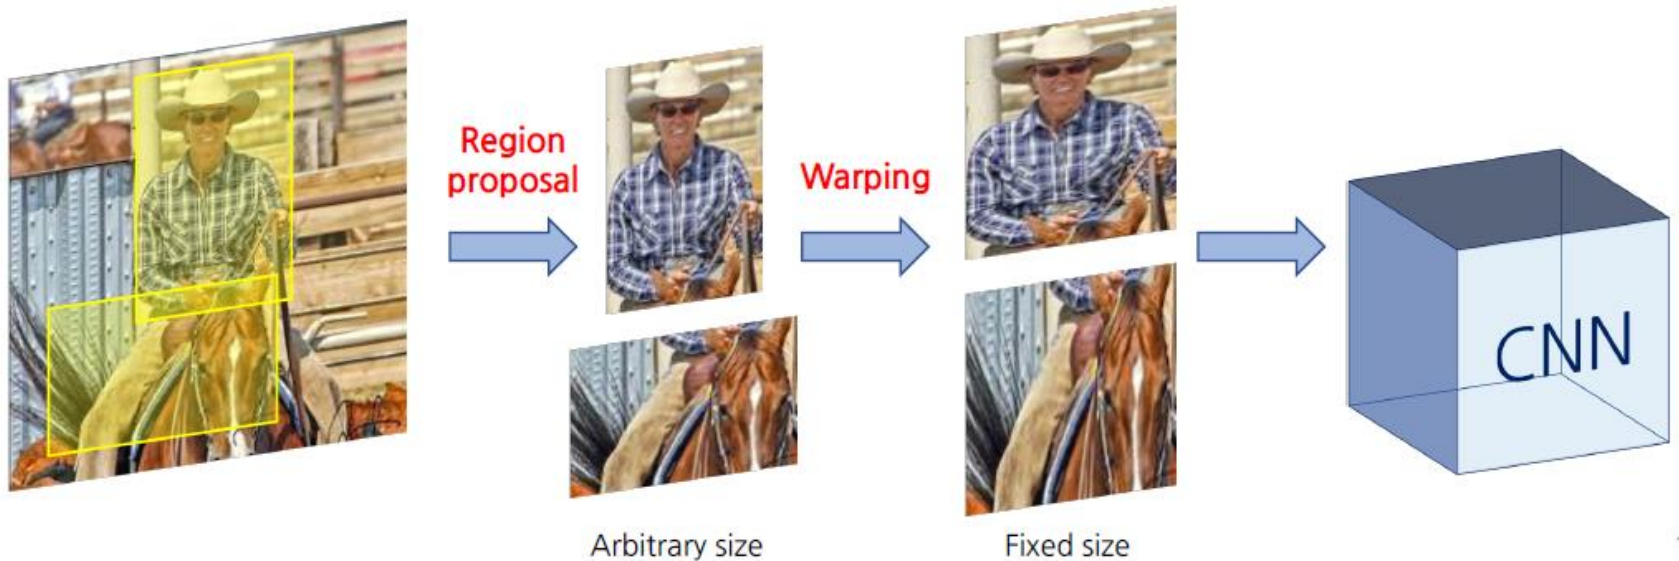 Region
proposal
Warping
CNN
Arbitrary size
Fixed size